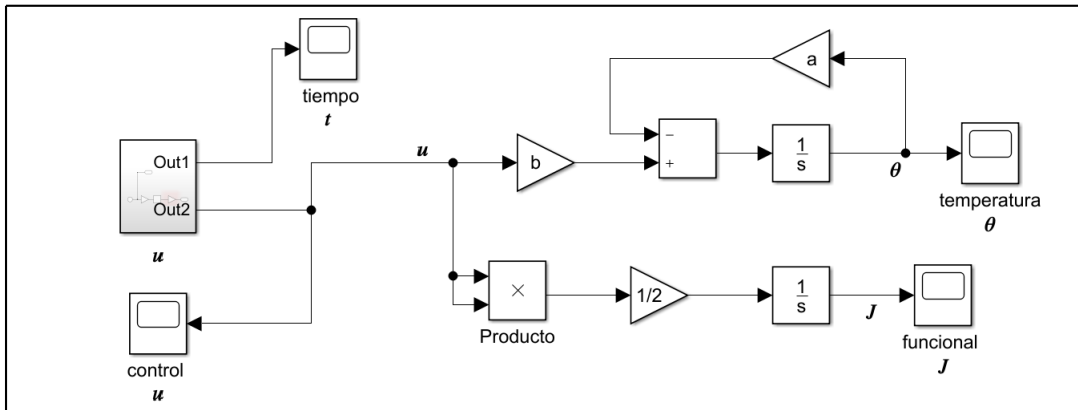 a
tiempo
t
Out1
Out2
u
u
b
−
+
1
s
θ
temperatura
θ
×
Producto
1/2
1
s
J
funcional
J
control
u